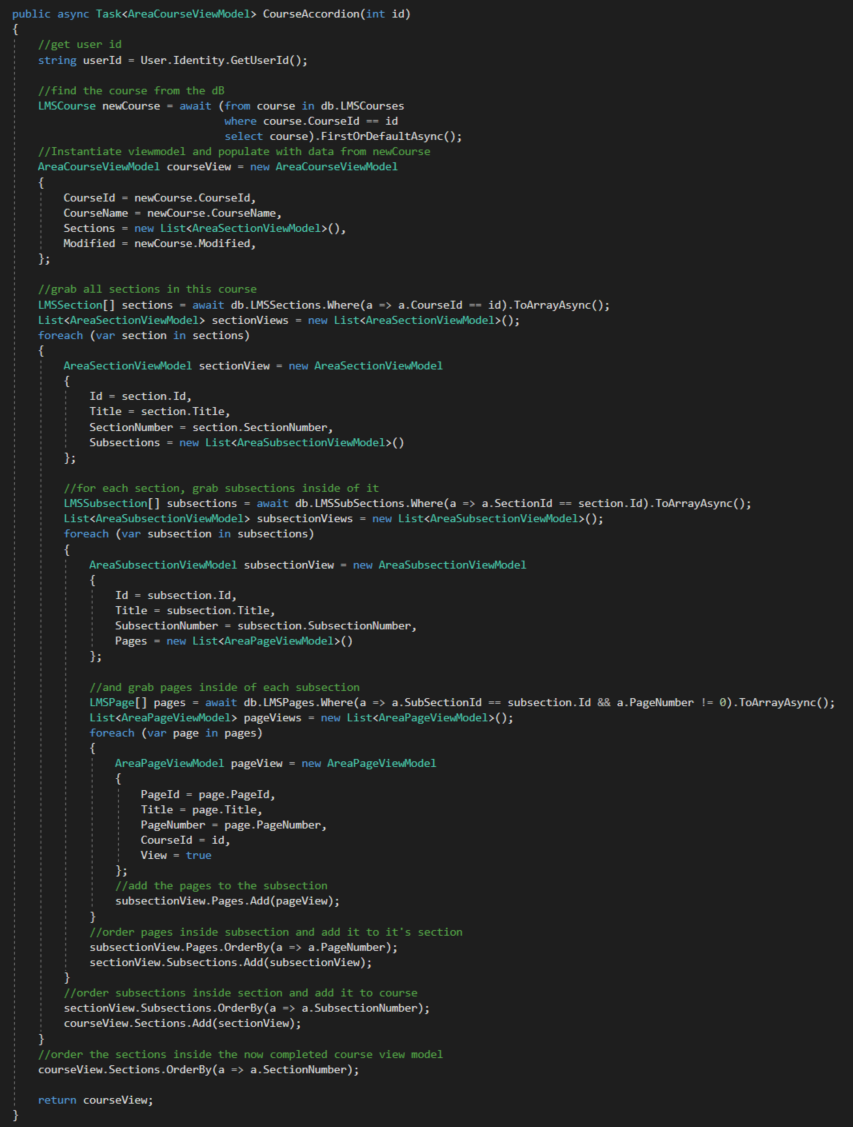 public async Task<AreaCourseViewModel> CourseAccordion(int id)
{
//get user id
string userId = User.Identity.GetUserId();
//find the course from the dB
LMSCourse newCourse = await (from course in db.LMSCourses
where course.CourseId == id
select course).FirstOrDefaultAsync();
//Instantiate viewmodel and populate with data from newCourse
AreaCourseViewModel courseView = new AreaCourseViewModel
{
CourseId = newCourse.CourseId,
CourseName = newCourse.CourseName,
Sections = new List<AreaSectionViewModel>(),
Modified = newCourse.Modified,
};
//grab all sections in this course
LMSSection[] sections = await db.LMSSections.Where(a => a.CourseId == id).ToArrayAsync();
List<AreaSectionViewModel> sectionViews = new List<AreaSectionViewModel>();
foreach (var section in sections)
{
AreaSectionViewModel sectionView = new AreaSectionViewModel
{
Id = section.Id,
Title = section.Title,
SectionNumber = section.SectionNumber,
Subsections = new List<AreaSubsectionViewModel>()
};
//for each section, grab subsections inside of it
LMSSubsection[] subsections = await db.LMSSubSections.Where(a => a.SectionId == section.Id).ToArrayAsync();
List<AreaSubsectionViewModel> subsectionViews = new List<AreaSubsectionViewModel>();
foreach (var subsection in subsections)
{
AreaSubsectionViewModel subsectionView = new AreaSubsectionViewModel
{
Id = subsection.Id,
Title = subsection.Title,
SubsectionNumber = subsection.SubsectionNumber,
Pages = new List<AreaPageViewModel>()
};
//and grab pages inside of each subsection
LMSPage[] pages = await db.LMSPages.Where(a => a.SubSectionId == subsection.Id && a.PageNumber != 0).ToArrayAsync();
List<AreaPageViewModel> pageViews = new List<AreaPageViewModel>();
foreach (var page in pages)
{
AreaPageViewModel pageView = new AreaPageViewModel
{
PageId = page.PageId,
Title = page.Title,
PageNumber = page.PageNumber,
CourseId = id,
View = true
};
//add the pages to the subsection
subsectionView.Pages.Add(pageView);
}
//order pages inside subsection and add it to it's section
subsectionView.Pages.OrderBy(a => a.PageNumber);
sectionView.Subsections.Add(subsectionView);
}
//order subsections inside section and add it to course
sectionView.Subsections.OrderBy(a => a.SubsectionNumber);
courseView.Sections.Add(sectionView);
}
//order the sections inside the now completed course view model
courseView.Sections.OrderBy(a => a.SectionNumber);
return courseView;
}